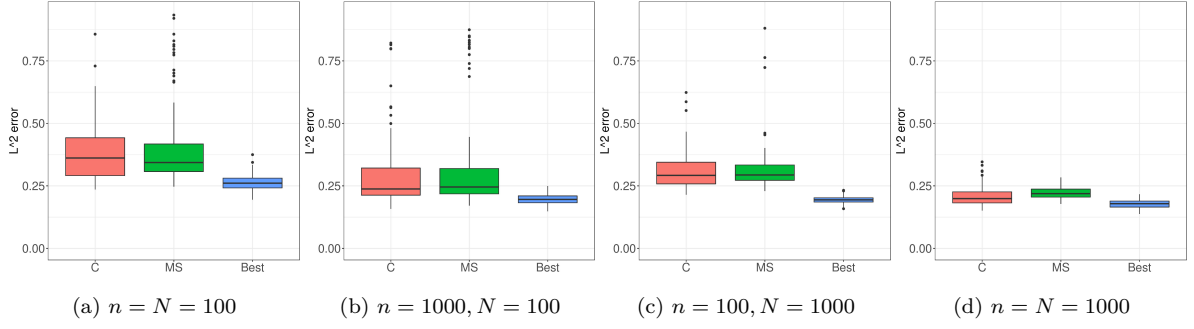 L^2 error
0.75
0.50
0.25
0.00
C MS Best
(a) n = N = 100
L^2 error
0.75
0.50
0.25
0.00
C MS Best
(b) n = 1000, N = 100
L^2 error
0.75
0.50
0.25
0.00
C MS Best
(c) n = 100, N = 1000
L^2 error
0.75
0.50
0.25
0.00
C MS Best
(d) n = N = 1000